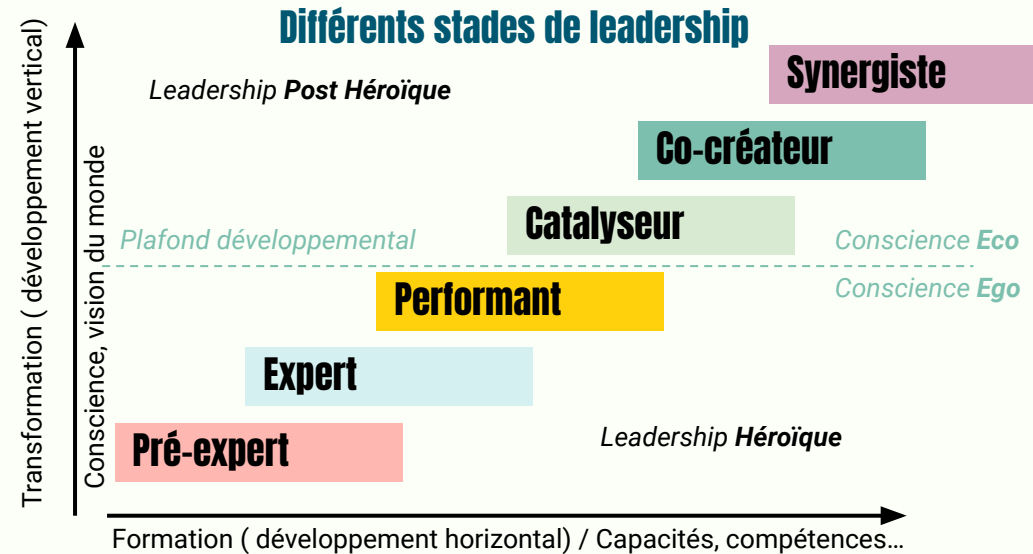 Différents stades de leadership
Synergiste
Leadership Post Héroïque
Co-créateur
Catalyseur
Plafond développemental
Conscience Eco
Conscience Ego
Performant
Expert
Leadership Héroïque
Pré-expert
Transformation ( développement vertical)
Conscience, vision du monde
Formation ( développement horizontal) / Capacités, compétences...